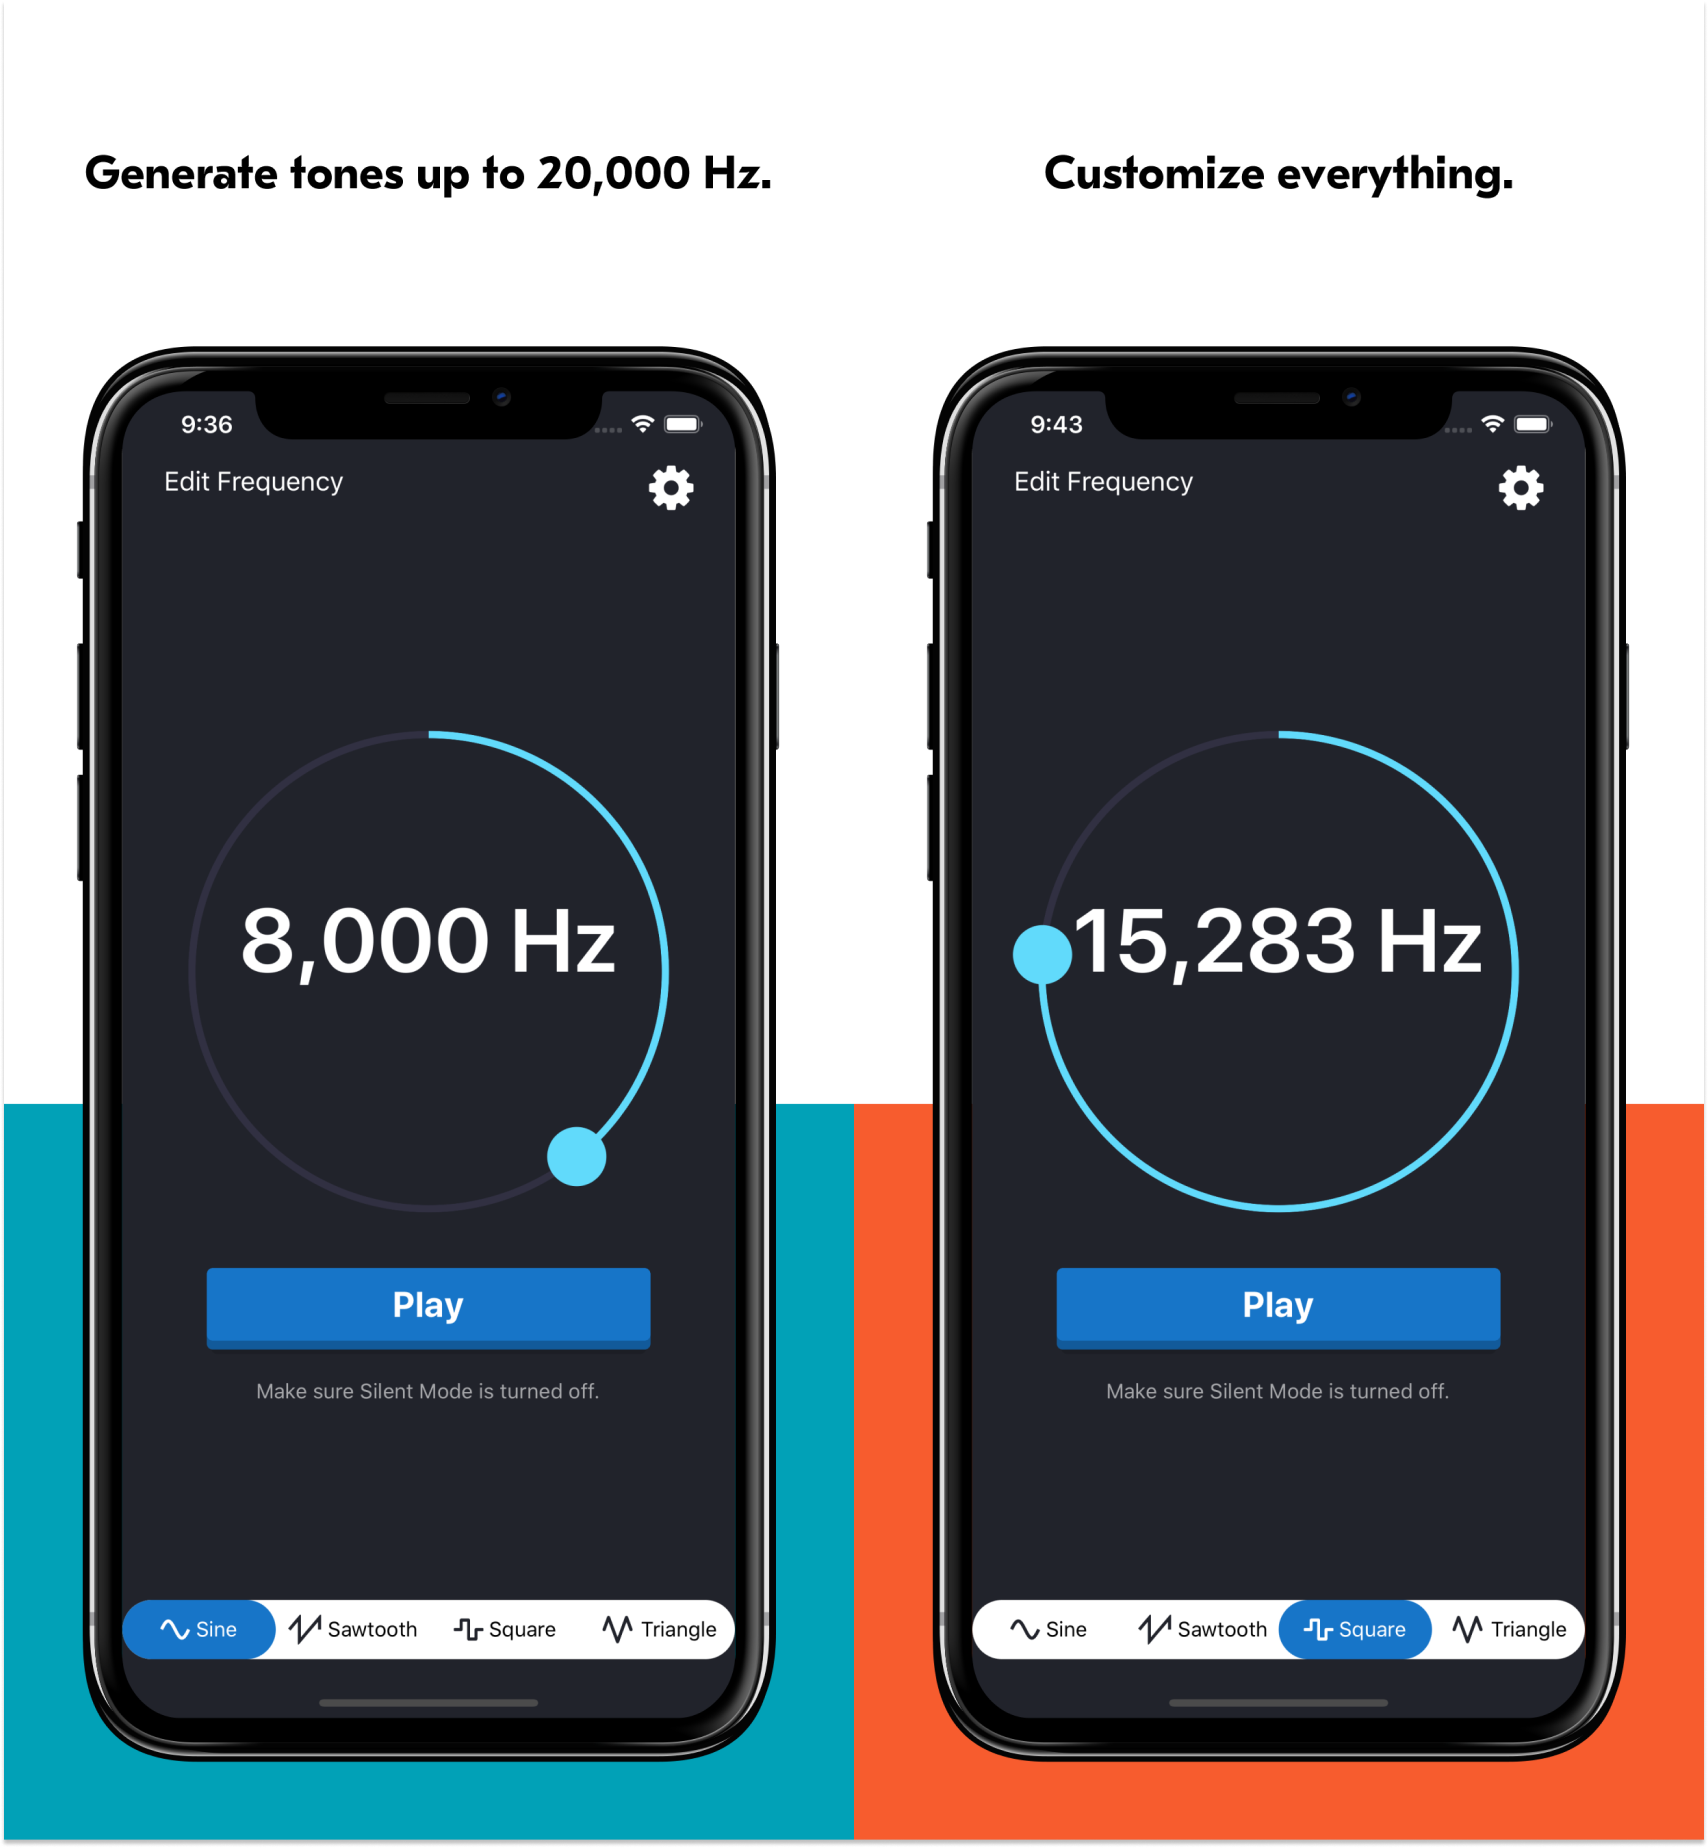 Generate tones up to 20,000 Hz.
9:36
Edit Frequency
8,000 Hz
Play
Make sure Silent Mode is turned off.
Sine Sawtooth Square Triangle
Customize everything.
9:43
Edit Frequency
15,283 Hz
Play
Make sure Silent Mode is turned off.
Sine Sawtooth Square Triangle